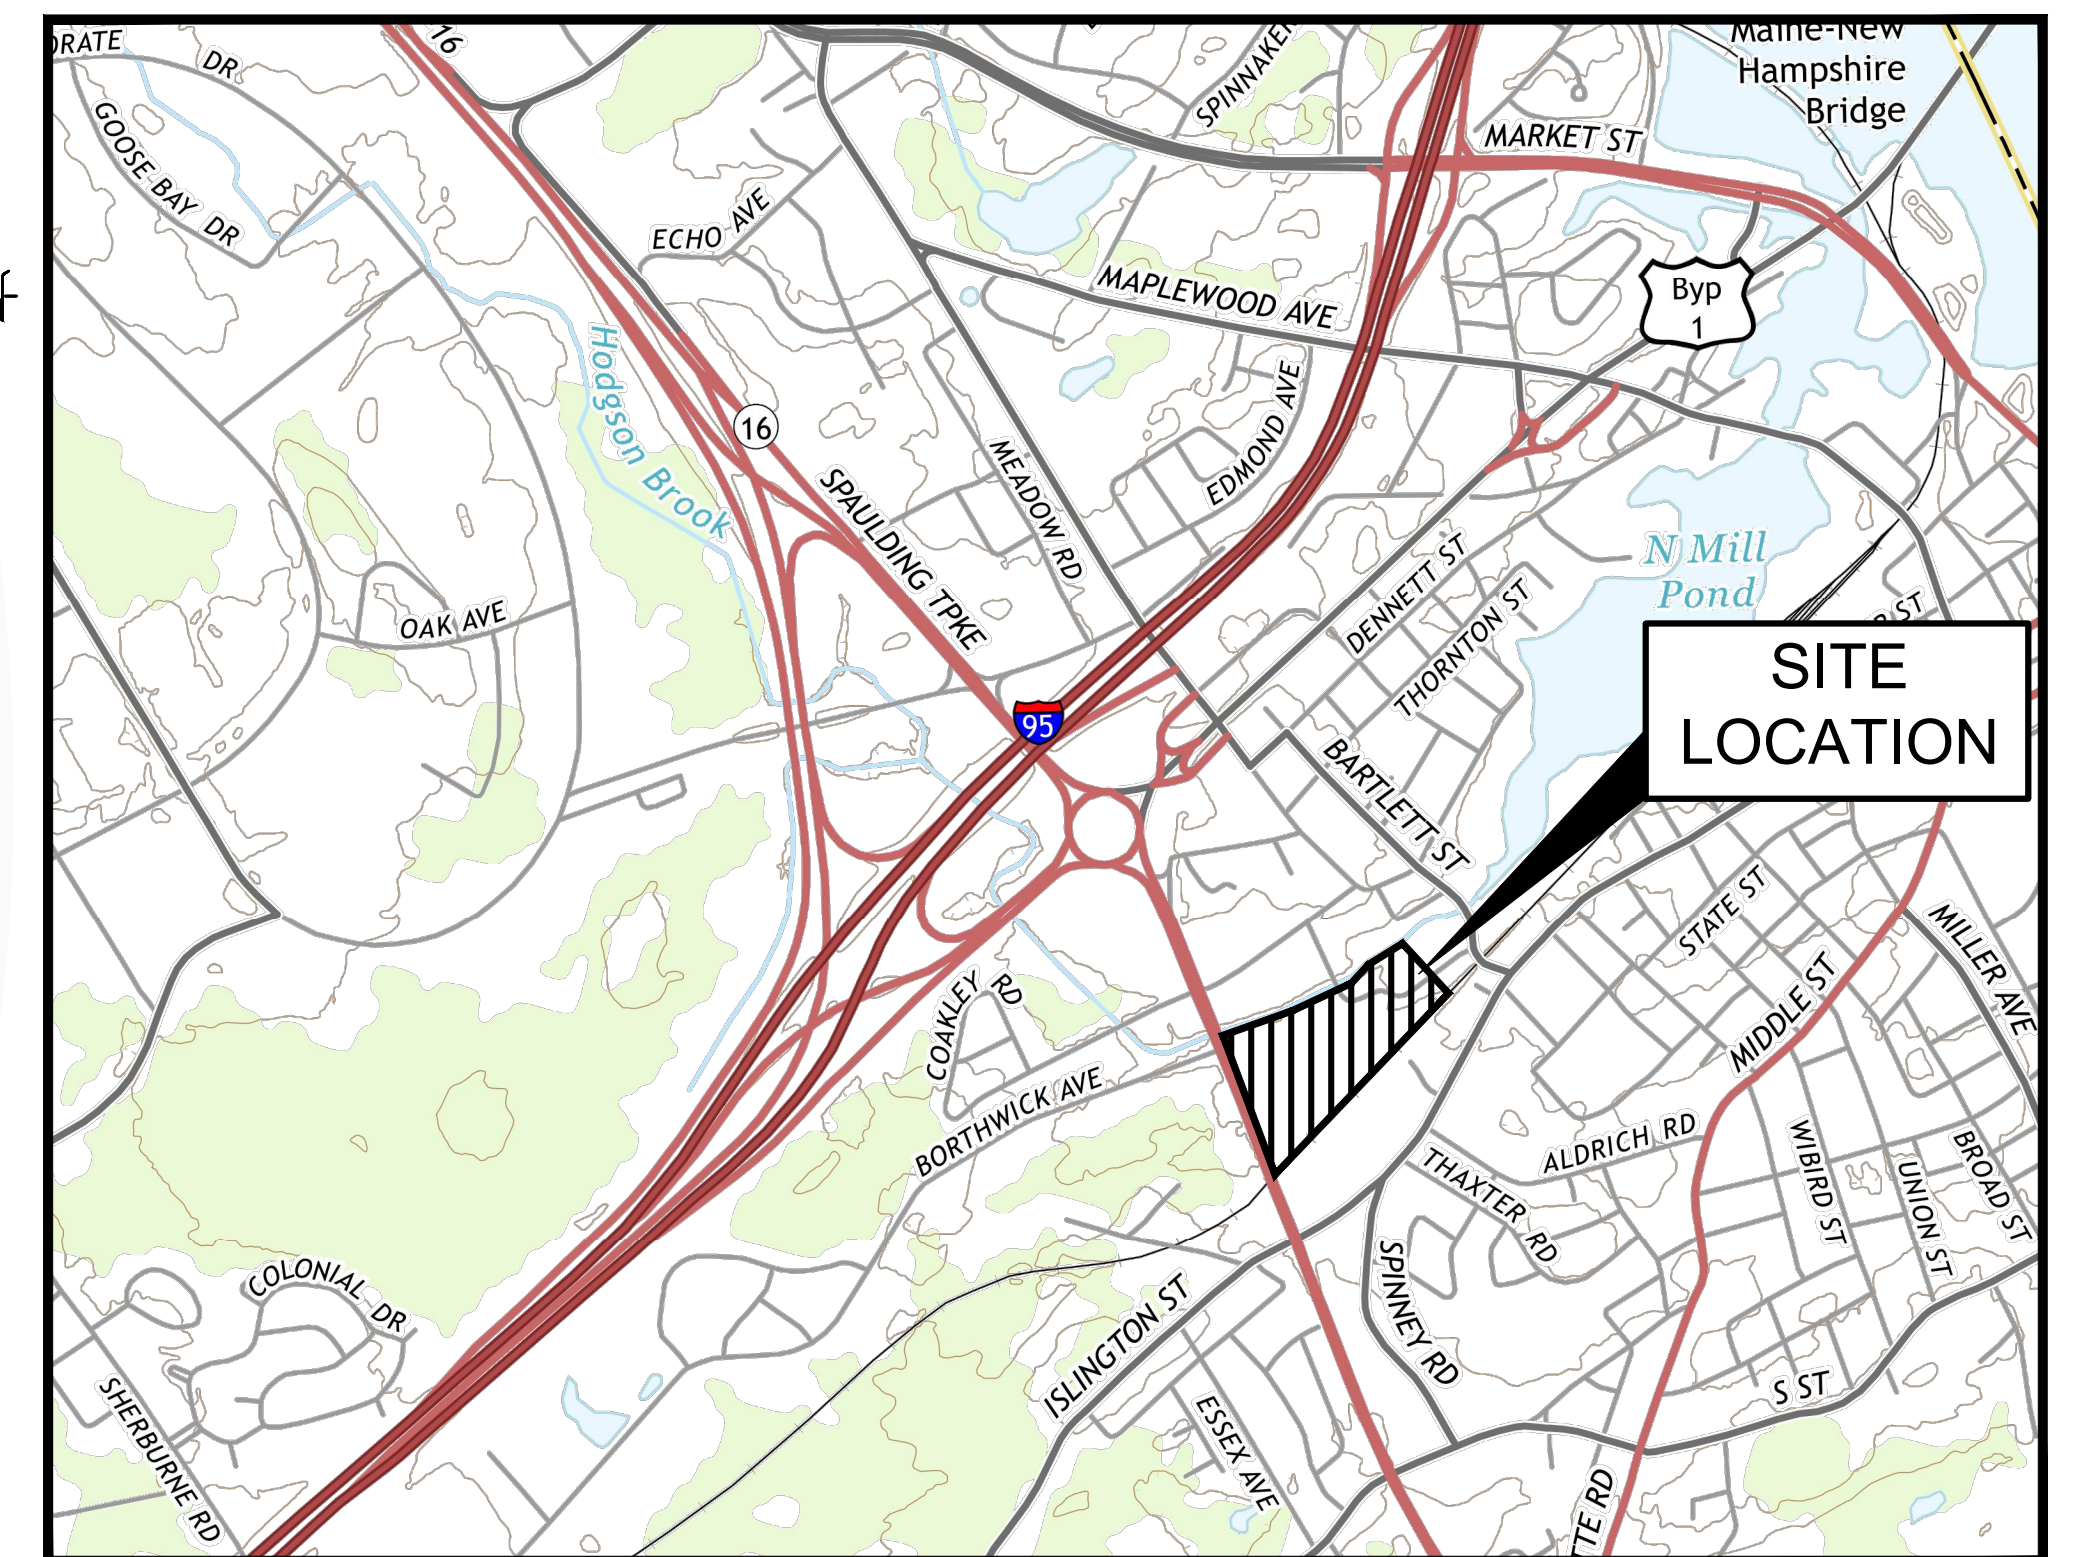 16
DR
GOOSE BAY DR
SPINNAKER
Maine-New
Hampshire
Bridge
MARKET ST
ECHO AVE
MAPLEWOOD AVE
Byp
1
Hodgson Brook
16
EDMOND AVE
MEADOW RD
SPAULDING TPKE
N Mill
Pond
DENNETT ST
THORNTON ST
OAK AVE
SITE
LOCATION
95
BARTLETT ST
STATE ST
MILLER AVE
MIDDLE ST
COAKLEY RD
BORTHWICK AVE
ALDRICH RD
THAXTER RD
WIBIRD ST
UNION ST
BROAD ST
COLONIAL DR
SPINNEY RD
ISLINGTON ST
S ST
ESSEX AVE
SHERBURNE RD